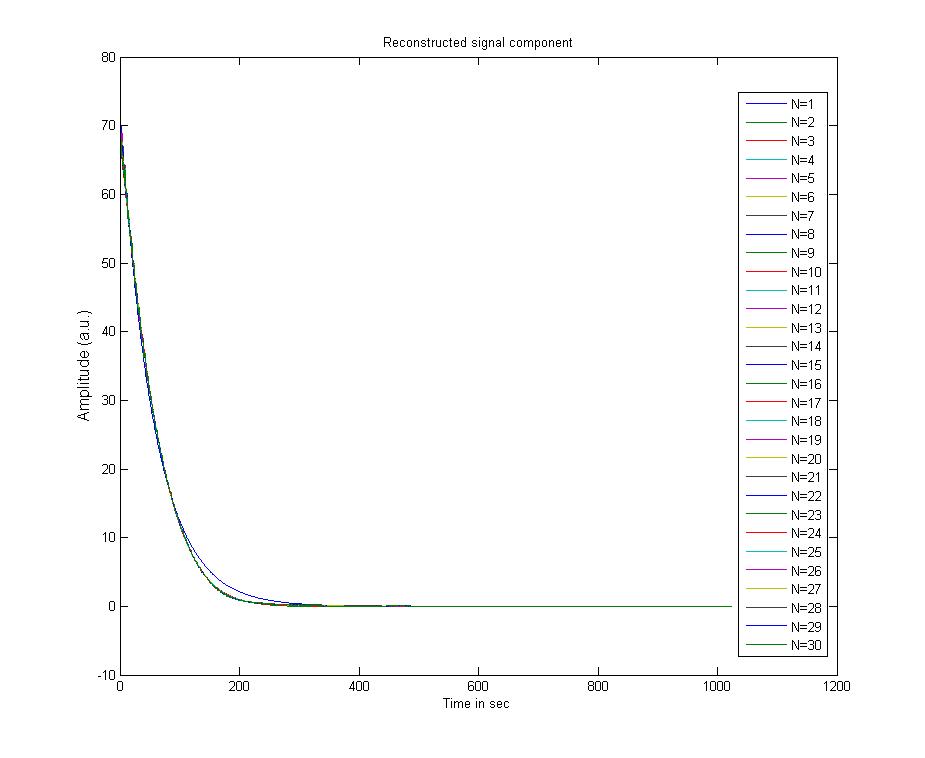 Reconstructed signal component
80
70
60
50
40
30
20
10
0
-10
Amplitude (a.u.)
0 200 400 600 800 1000 1200
Time in sec
N=1
N=2
N=3
N=4
N=5
N=6
N=7
N=8
N=9
N=10
N=11
N=12
N=13
N=14
N=15
N=16
N=17
N=18
N=19
N=20
N=21
N=22
N=23
N=24
N=25
N=26
N=27
N=28
N=29
N=30